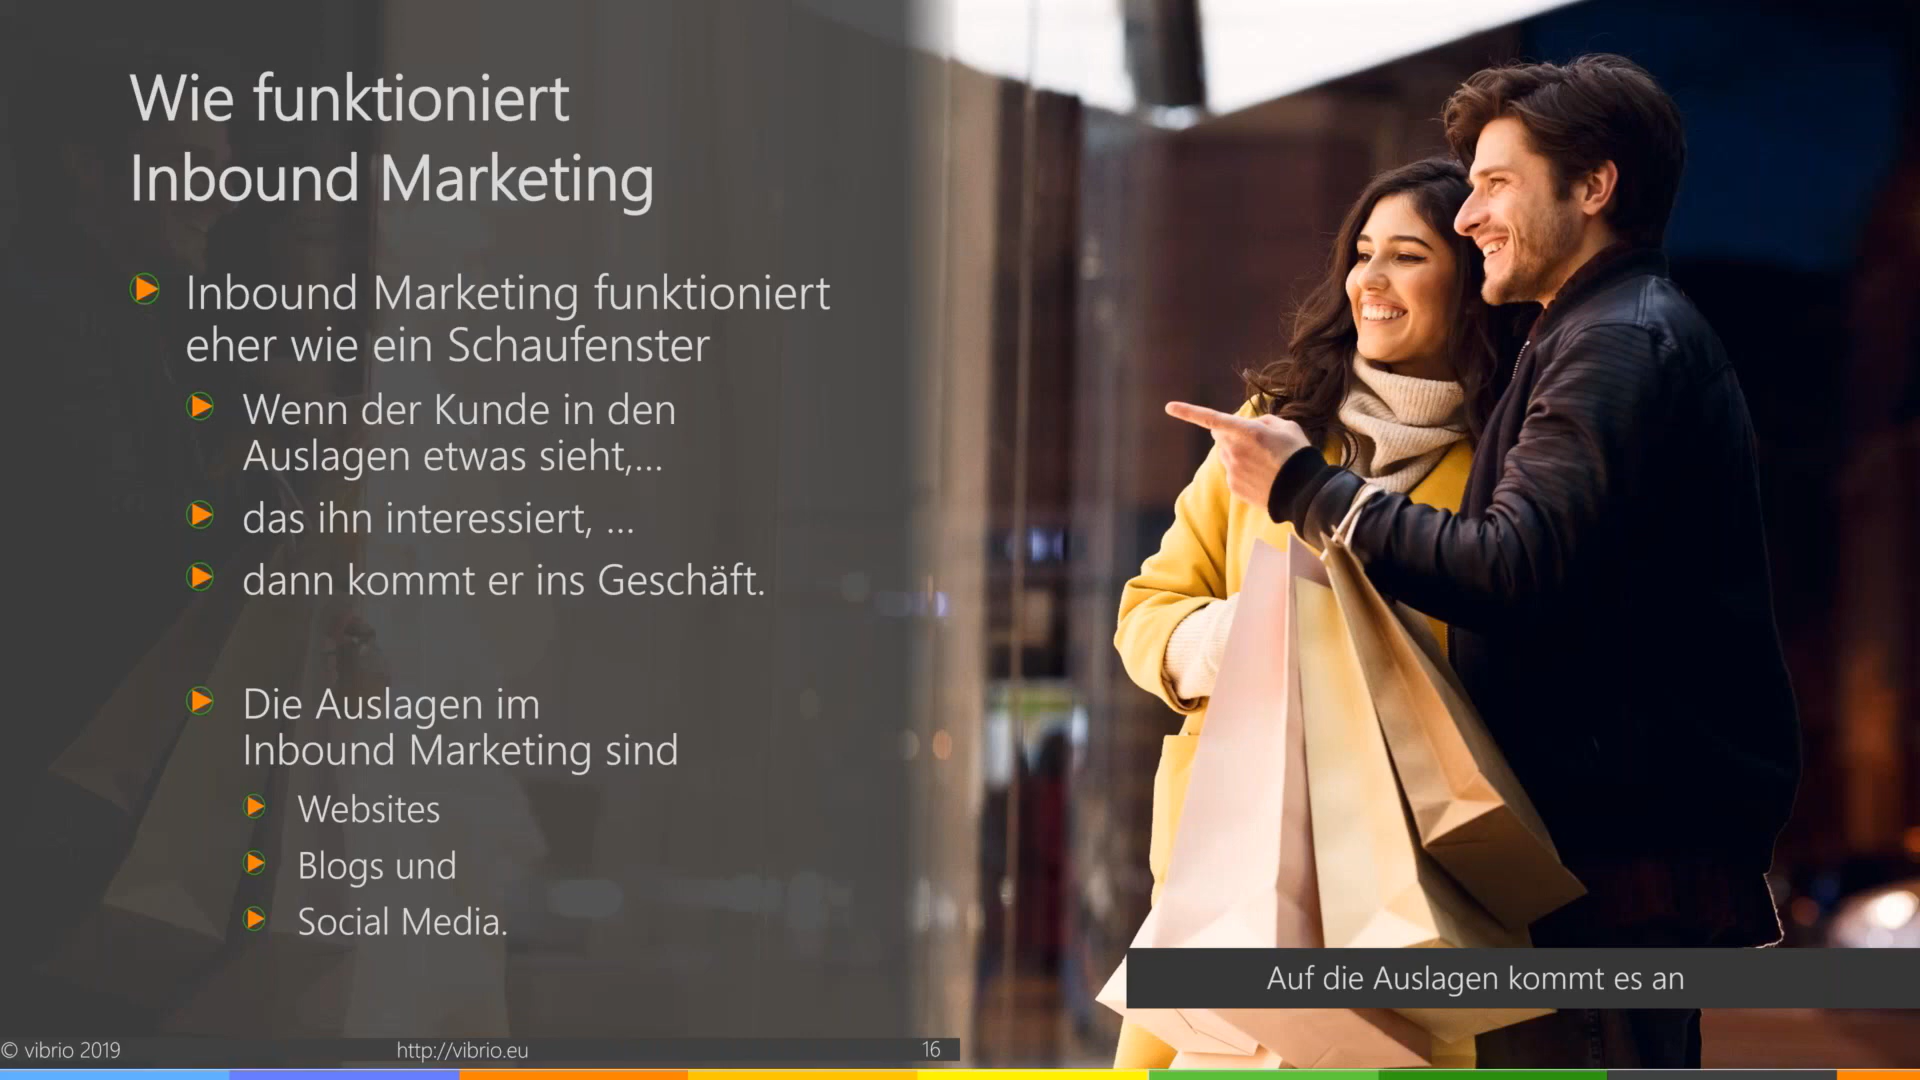 Wie funktioniert
Inbound Marketing
Inbound Marketing funktioniert
eher wie ein Schaufenster
Wenn der Kunde in den
Auslagen etwas sieht,...
das ihn interessiert, ...
dann kommt er ins Geschäft.
Die Auslagen im
Inbound Marketing sind
Websites
Blogs und
Social Media.
Auf die Auslagen kommt es an
© vibrio 2019
http://vibrio.eu
16